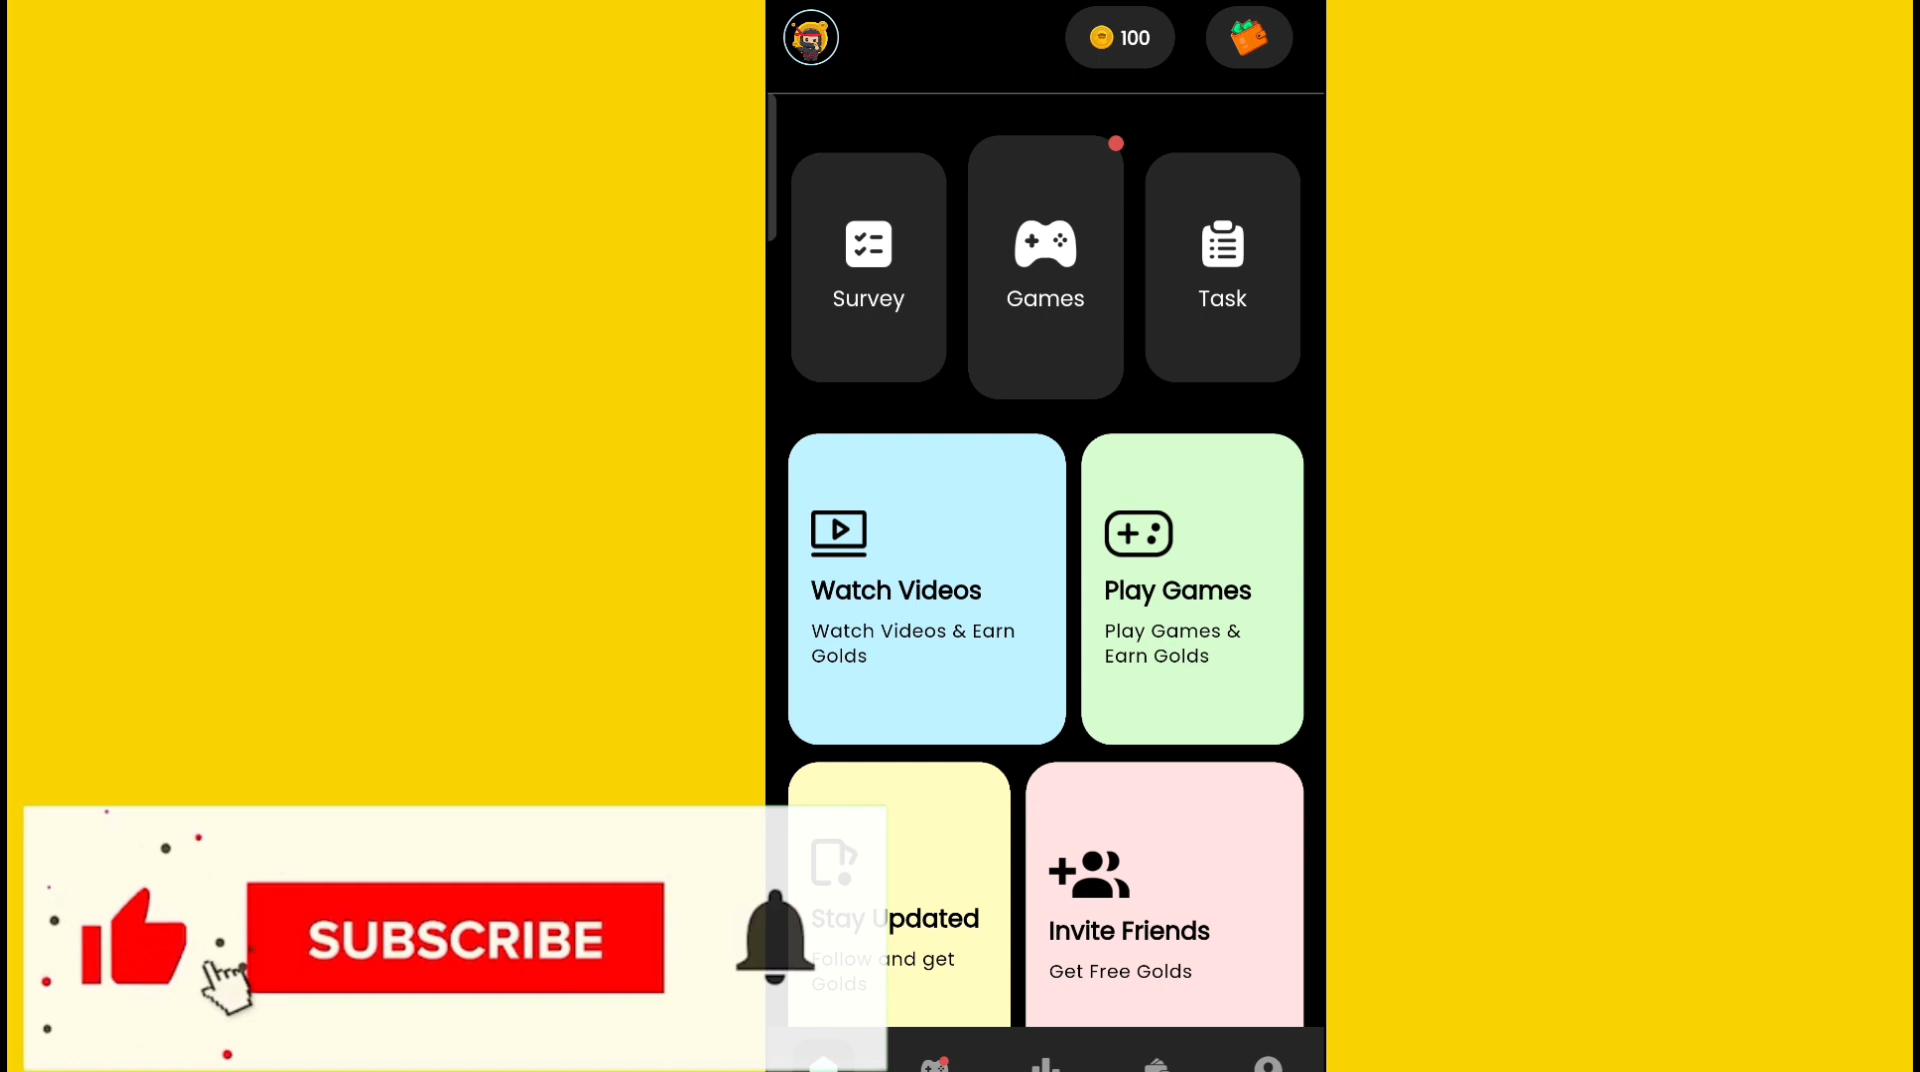 100
Survey
Games
Task
Watch Videos
Watch Videos & Earn
Golds
Play Games
Play Games &
Earn Golds
Stay Updated
Follow and get
Golds
Invite Friends
Get Free Golds
SUBSCRIBE